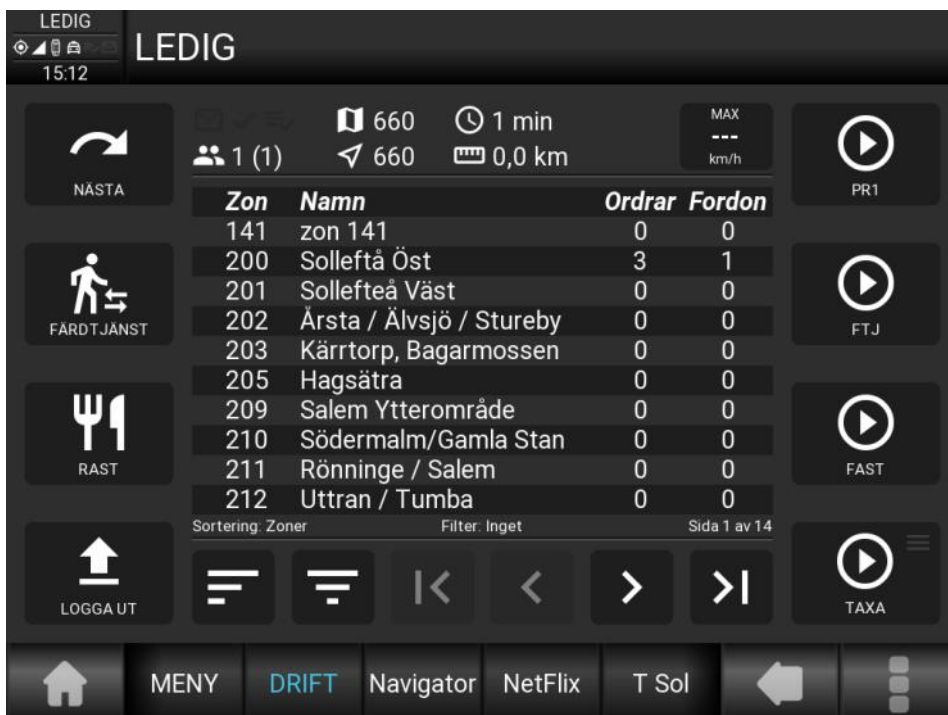 LEDIG
15:12
LEDIG
NÄSTA
FÄRDTJÄNST
RAST
LOGGA UT
660
1 min
1 (1)
660
0,0 km
MAX
---
km/h
Zon Namn Ordrar Fordon
141 zon 141 0 0
200 Solleftå Öst 3 1
201 Sollefteå Väst 0 0
202 Årsta / Älvsjö / Stureby 0 0
203 Kärrtorp, Bagarmossen 0 0
205 Hagsätra 0 0
209 Salem Ytterområde 0 0
210 Södermalm/Gamla Stan 0 0
211 Rönninge / Salem 0 0
212 Uttran / Tumba 0 0
Sortering: Zoner Filter: Inget Sida 1 av 14
PR1
FTJ
FAST
TAXA
MENY DRIFT Navigator NetFlix T Sol